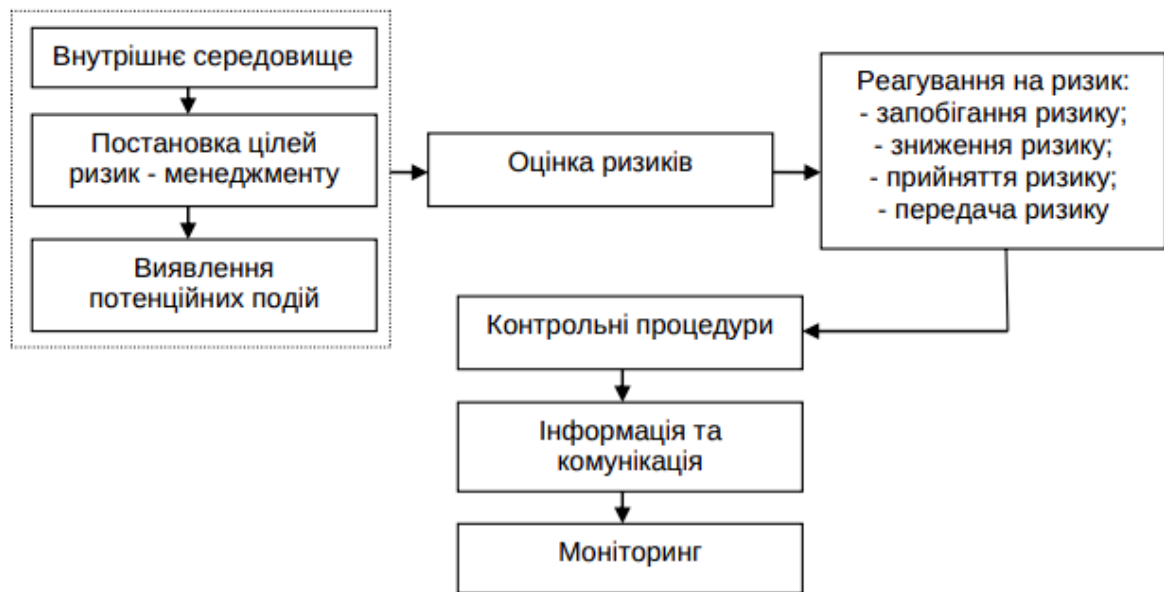 Внутрішнє середовище
Постановка цілей
ризик - менеджменту
Виявлення
потенційних подій
Оцінка ризиків
Реагування на ризик:
- запобігання ризику;
- зниження ризику;
- прийняття ризику;
- передача ризику
Контрольні процедури
Інформація та
комунікація
Моніторинг